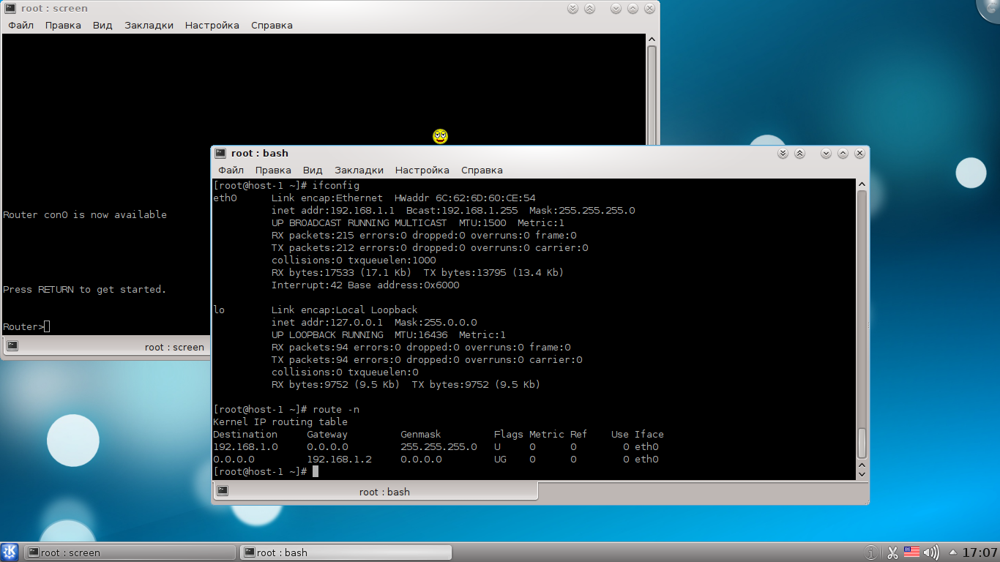 root : screen
Файл Правка Вид Закладки Настройка Справка
Router con0 is now available
Press RETURN to get started.
Router>
root : screen
root : bash
Файл Правка Вид Закладки Настройка Справка
[root@host-1 ~]# ifconfig
eth0      Link encap:Ethernet  HWaddr 6C:62:6D:60:CE:54
          inet addr:192.168.1.1  Bcast:192.168.1.255  Mask:255.255.255.0
          UP BROADCAST RUNNING MULTICAST  MTU:1500  Metric:1
          RX packets:215 errors:0 dropped:0 overruns:0 frame:0
          TX packets:212 errors:0 dropped:0 overruns:0 carrier:0
          collisions:0 txqueuelen:1000
          RX bytes:17533 (17.1 Kb)  TX bytes:13795 (13.4 Kb)
          Interrupt:42 Base address:0x6000
lo        Link encap:Local Loopback
          inet addr:127.0.0.1  Mask:255.0.0.0
          UP LOOPBACK RUNNING  MTU:16436  Metric:1
          RX packets:94 errors:0 dropped:0 overruns:0 frame:0
          TX packets:94 errors:0 dropped:0 overruns:0 carrier:0
          collisions:0 txqueuelen:0
          RX bytes:9752 (9.5 Kb)  TX bytes:9752 (9.5 Kb)
[root@host-1 ~]# route -n
Kernel IP routing table
Destination     Gateway         Genmask         Flags Metric Ref    Use Iface
192.168.1.0     0.0.0.0         255.255.255.0   U     0      0        0 eth0
0.0.0.0         192.168.1.2     0.0.0.0         UG    0      0        0 eth0
[root@host-1 ~]#
root : bash
root : screen root : bash 17:07